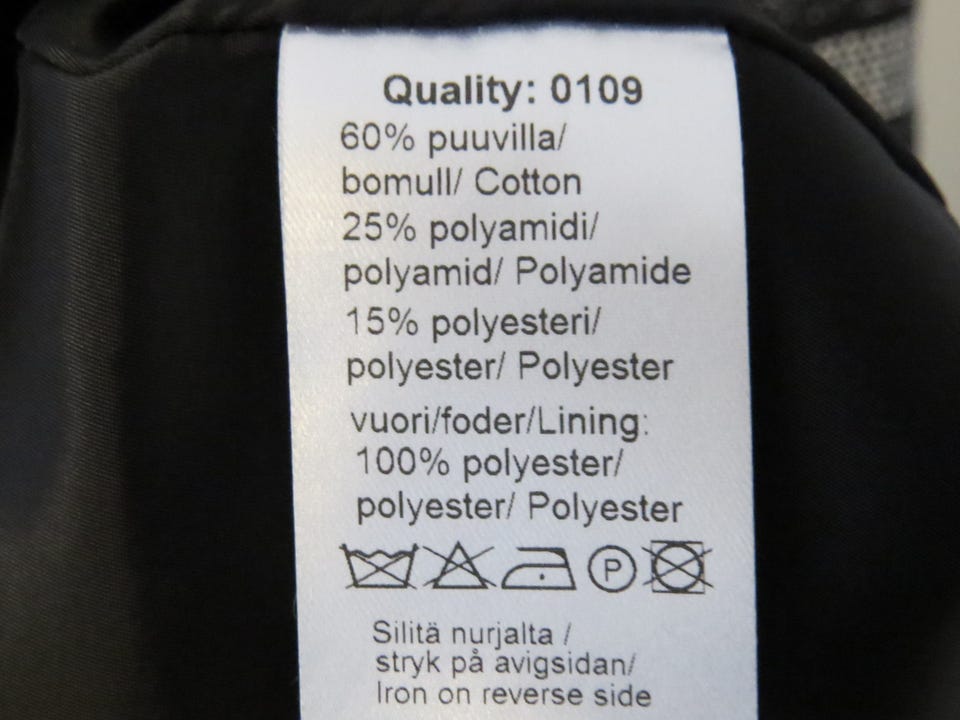 Quality: 0109
60% puuvilla/
bomull/ Cotton
25% polyamidi/
polyamid/ Polyamide
15% polyesteri/
polyester/ Polyester
vuori/foder/Lining:
100% polyester/
polyester/ Polyester
P
Silitä nurjalta /
stryk på avigsidan/
Iron on reverse side